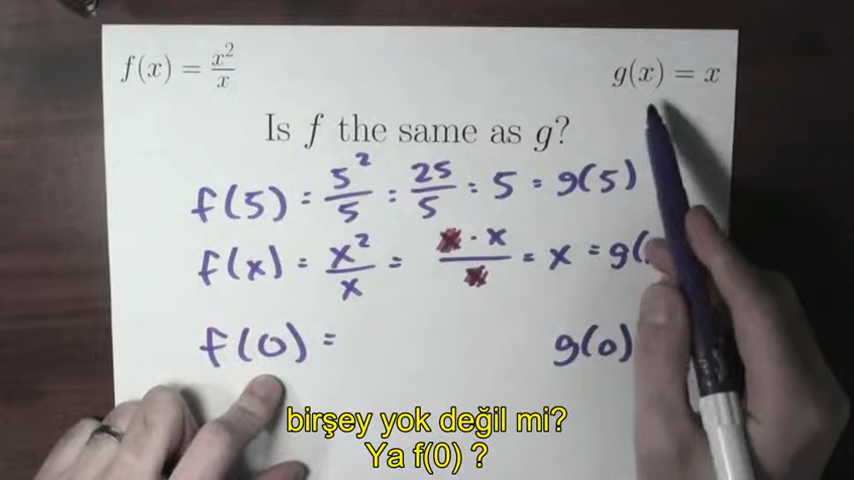 f(x) = x²/x
g(x) = x
Is f the same as g?
f(5) = 5²/5 = 25/5 = 5 = g(5)
f(x) = x²/x = x · x/x = x = g(
f(0) =
g(0)
birşey yok değil mi?
Ya f(0) ?